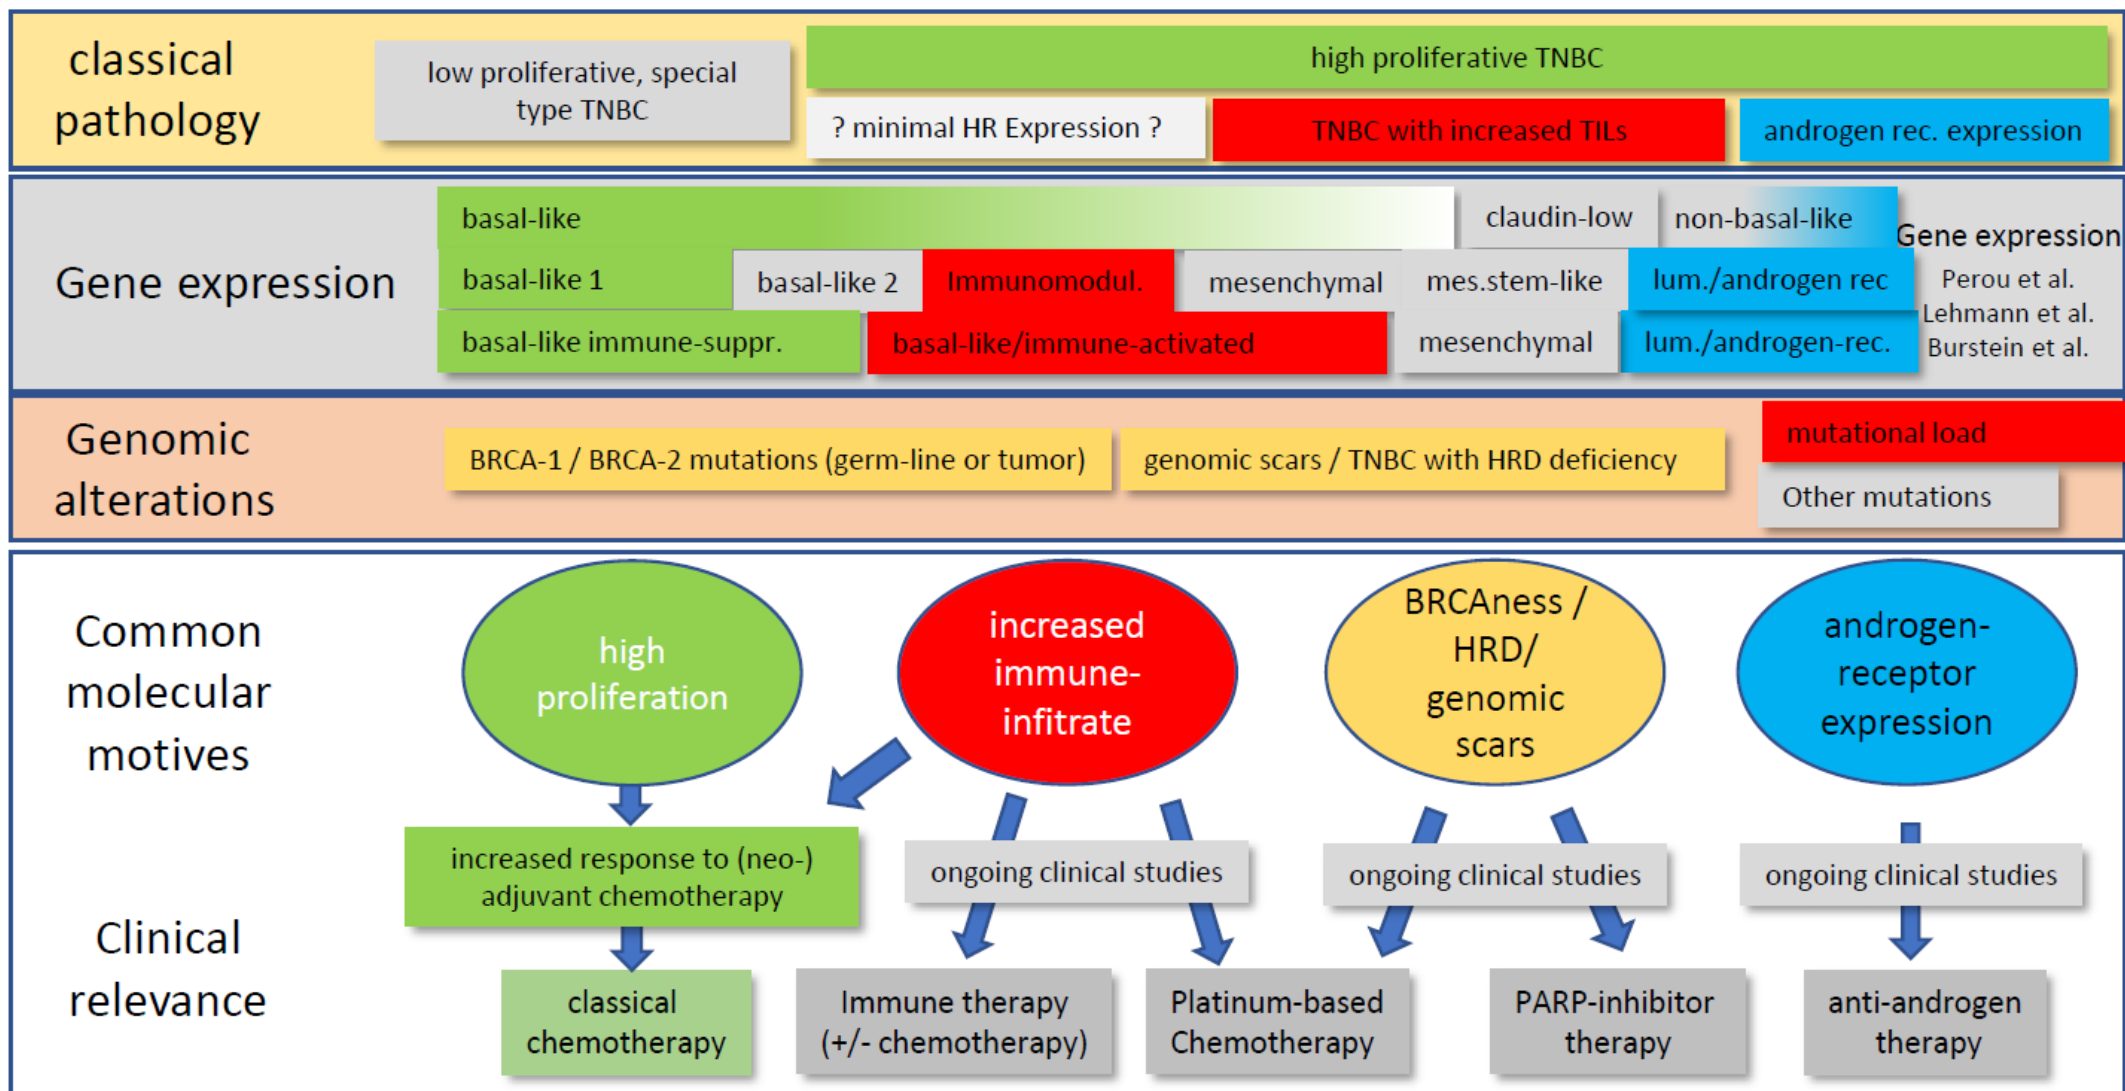 classical
pathology
low proliferative, special
type TNBC
high proliferative TNBC
? minimal HR Expression ?
TNBC with increased TILs
androgen rec. expression
Gene expression
basal-like
claudin-low
non-basal-like
basal-like 1
basal-like 2
Immunomodul.
mesenchymal
mes.stem-like
lum./androgen rec
basal-like immune-suppr.
basal-like/immune-activated
mesenchymal
lum./androgen-rec.
Gene expression
Perou et al.
Lehmann et al.
Burstein et al.
Genomic
alterations
BRCA-1 / BRCA-2 mutations (germ-line or tumor)
genomic scars / TNBC with HRD deficiency
mutational load
Other mutations
Common
molecular
motives
high
proliferation
increased
immune-
infitrate
BRCAness /
HRD/
genomic
scars
androgen-
receptor
expression
Clinical
relevance
increased response to (neo-)
adjuvant chemotherapy
ongoing clinical studies
ongoing clinical studies
ongoing clinical studies
classical
chemotherapy
Immune therapy
(+/- chemotherapy)
Platinum-based
Chemotherapy
PARP-inhibitor
therapy
anti-androgen
therapy